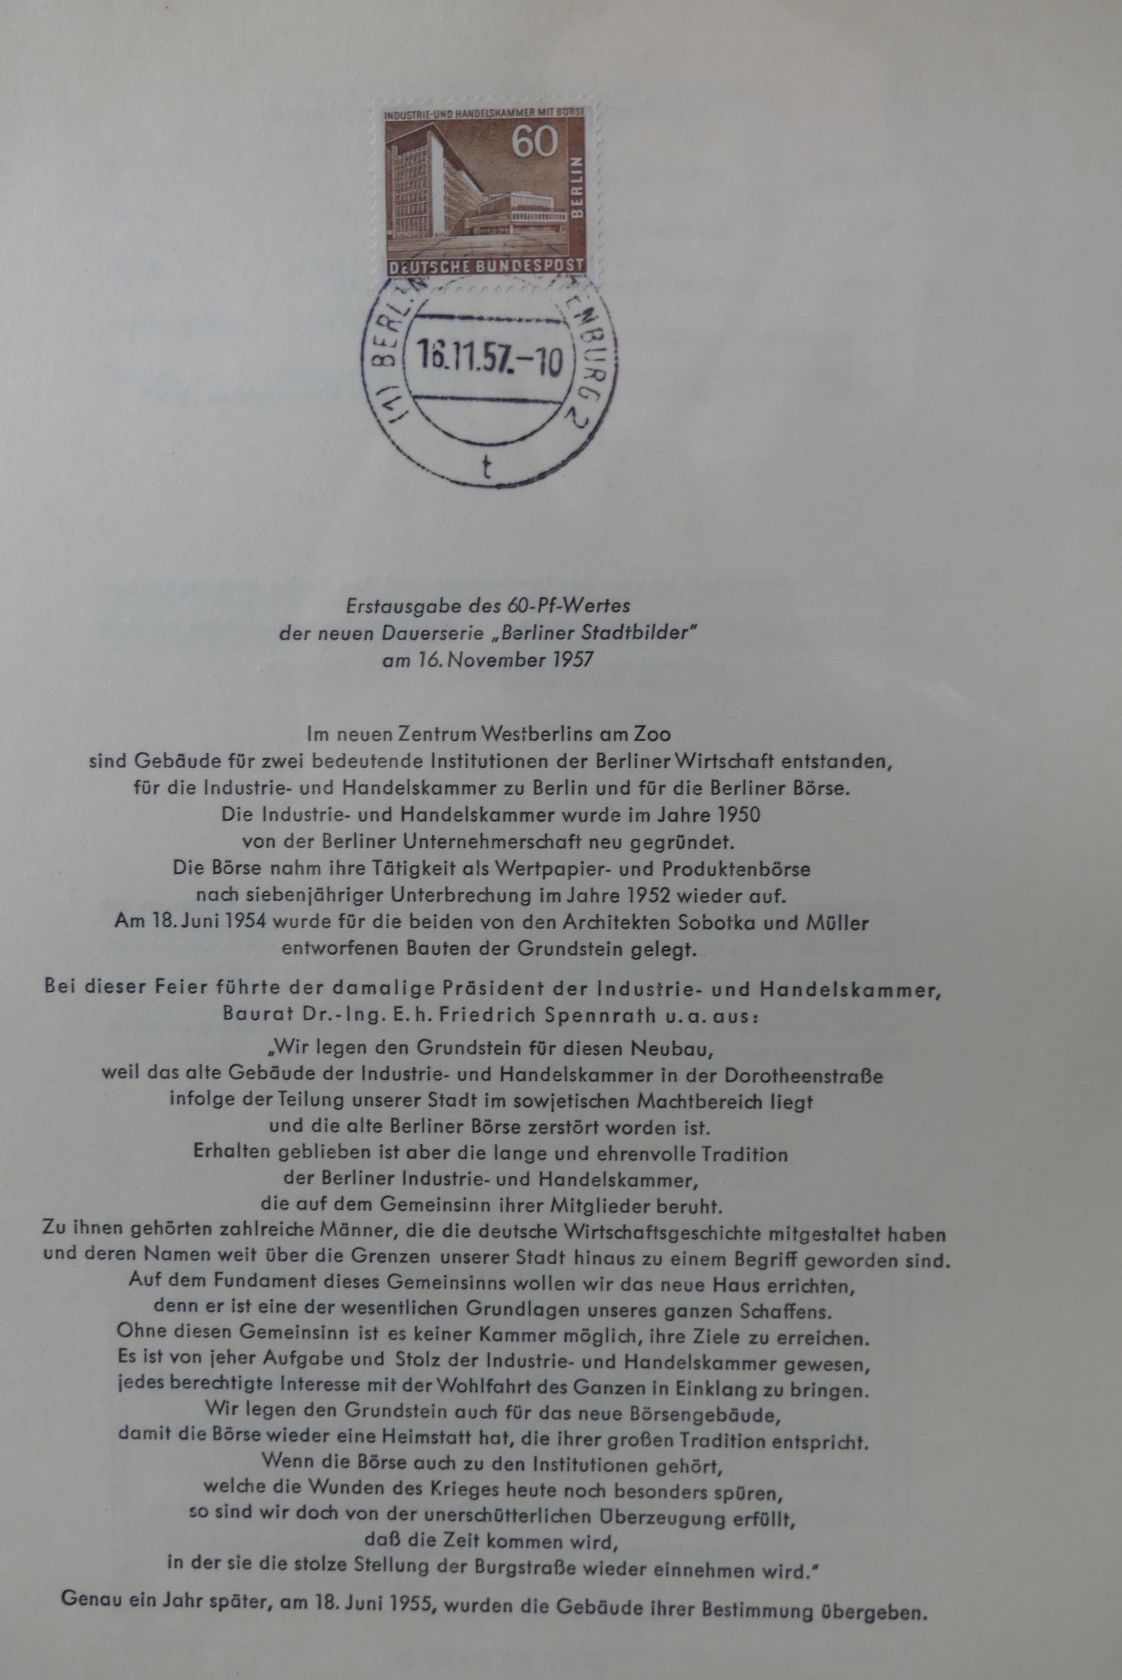 INDUSTRIE-UND HANDELSKAMMER MIT BÖRSE
60
BERLIN
DEUTSCHE BUNDESPOST
(1) BERLIN ENBURG 2
16.11.57.-10
t
Erstausgabe des 60-Pf-Wertes
der neuen Dauerserie „Berliner Stadtbilder"
am 16. November 1957
Im neuen Zentrum Westberlins am Zoo
sind Gebäude für zwei bedeutende Institutionen der Berliner Wirtschaft entstanden,
für die Industrie- und Handelskammer zu Berlin und für die Berliner Börse.
Die Industrie- und Handelskammer wurde im Jahre 1950
von der Berliner Unternehmerschaft neu gegründet.
Die Börse nahm ihre Tätigkeit als Wertpapier- und Produktenbörse
nach siebenjähriger Unterbrechung im Jahre 1952 wieder auf.
Am 18. Juni 1954 wurde für die beiden von den Architekten Sobotka und Müller
entworfenen Bauten der Grundstein gelegt.
Bei dieser Feier führte der damalige Präsident der Industrie- und Handelskammer,
Baurat Dr.-Ing. E. h. Friedrich Spennrath u. a. aus:
„Wir legen den Grundstein für diesen Neubau,
weil das alte Gebäude der Industrie- und Handelskammer in der Dorotheenstraße
infolge der Teilung unserer Stadt im sowjetischen Machtbereich liegt
und die alte Berliner Börse zerstört worden ist.
Erhalten geblieben ist aber die lange und ehrenvolle Tradition
der Berliner Industrie- und Handelskammer,
die auf dem Gemeinsinn ihrer Mitglieder beruht.
Zu ihnen gehörten zahlreiche Männer, die die deutsche Wirtschaftsgeschichte mitgestaltet haben
und deren Namen weit über die Grenzen unserer Stadt hinaus zu einem Begriff geworden sind.
Auf dem Fundament dieses Gemeinsinns wollen wir das neue Haus errichten,
denn er ist eine der wesentlichen Grundlagen unseres ganzen Schaffens.
Ohne diesen Gemeinsinn ist es keiner Kammer möglich, ihre Ziele zu erreichen.
Es ist von jeher Aufgabe und Stolz der Industrie- und Handelskammer gewesen,
jedes berechtigte Interesse mit der Wohlfahrt des Ganzen in Einklang zu bringen.
Wir legen den Grundstein auch für das neue Börsengebäude,
damit die Börse wieder eine Heimstatt hat, die ihrer großen Tradition entspricht.
Wenn die Börse auch zu den Institutionen gehört,
welche die Wunden des Krieges heute noch besonders spüren,
so sind wir doch von der unerschütterlichen Überzeugung erfüllt,
daß die Zeit kommen wird,
in der sie die stolze Stellung der Burgstraße wieder einnehmen wird."
Genau ein Jahr später, am 18. Juni 1955, wurden die Gebäude ihrer Bestimmung übergeben.